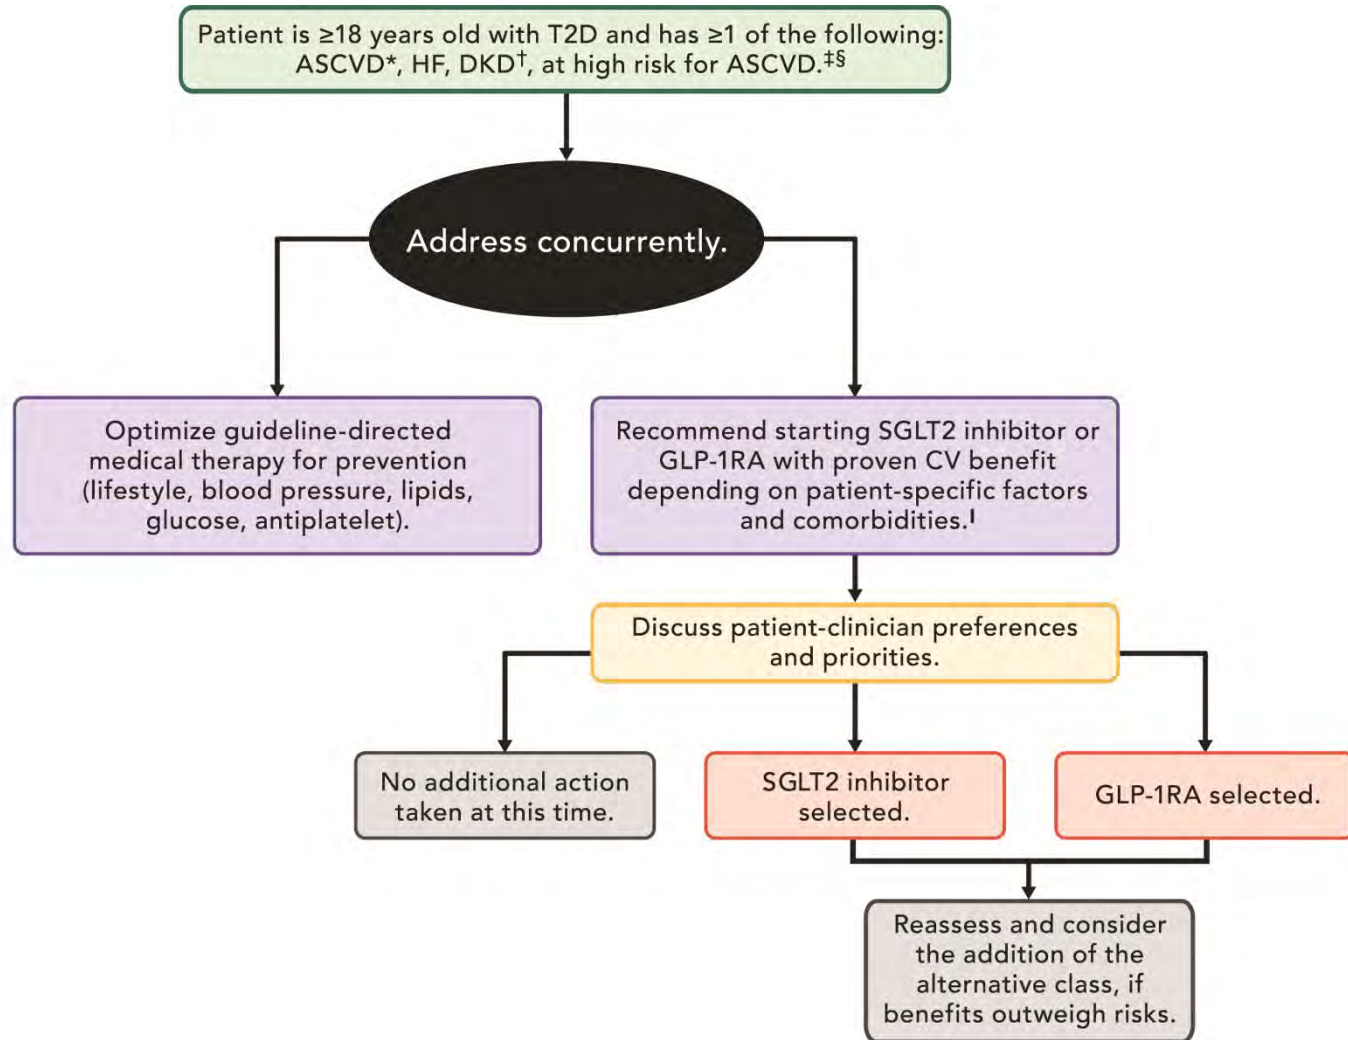 Patient is ≥18 years old with T2D and has ≥1 of the following:
ASCVD*, HF, DKD†, at high risk for ASCVD.‡§
Address concurrently.
Optimize guideline-directed
medical therapy for prevention
(lifestyle, blood pressure, lipids,
glucose, antiplatelet).
Recommend starting SGLT2 inhibitor or
GLP-1RA with proven CV benefit
depending on patient-specific factors
and comorbidities.ǀ
Discuss patient-clinician preferences
and priorities.
No additional action
taken at this time.
SGLT2 inhibitor
selected.
GLP-1RA selected.
Reassess and consider
the addition of the
alternative class, if
benefits outweigh risks.